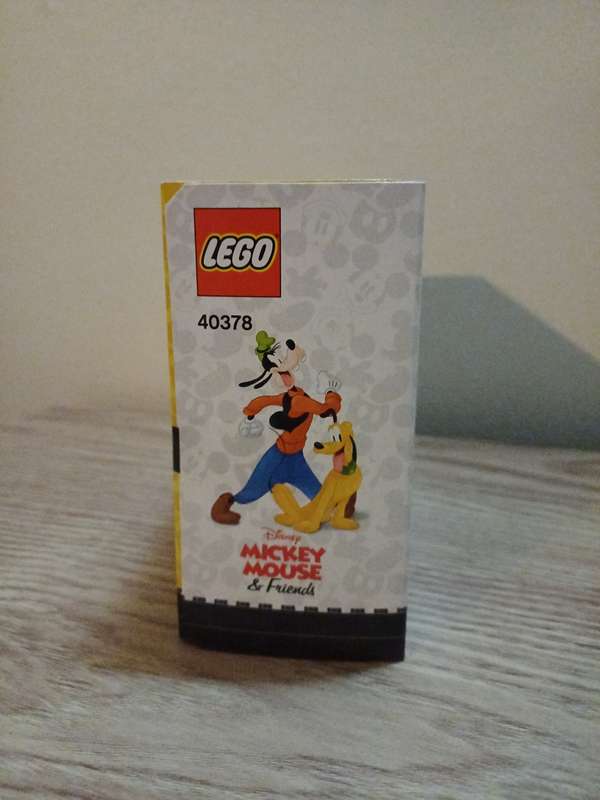 LEGO
40378
Disney
MICKEY
MOUSE
& Friends